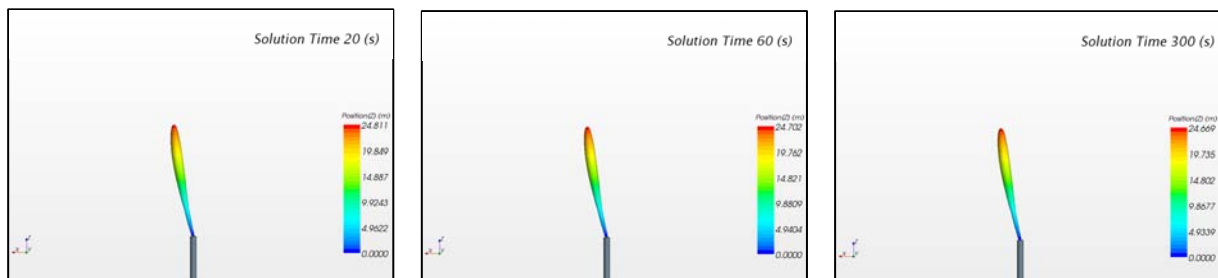 Solution Time 20 (s)
Position(Z) (m)
24.811
19.849
14.887
9.9243
4.9622
0.0000
X
Z
Y
Solution Time 60 (s)
Position(Z) (m)
24.702
19.762
14.821
9.8809
4.9404
0.0000
X
Z
Y
Solution Time 300 (s)
Position(Z) (m)
24.669
19.735
14.802
9.8677
4.9339
0.0000
X
Z
Y